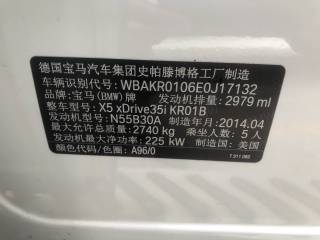 德国宝马汽车集团史帕滕博格工厂制造
车辆识别代号: WBAKR0106E0J17132
品牌: 宝马(BMW)牌 发动机排量: 2979 ml
整车型号: X5 xDrive35i KR01B
发动机型号: N55B30A 制造年月: 2014.04
最大允许总质量: 2740 kg 乘坐人数: 5 人
发动机最大净功率: 225 kW 制造国: 美国
颜色代码/色圈: A96/0